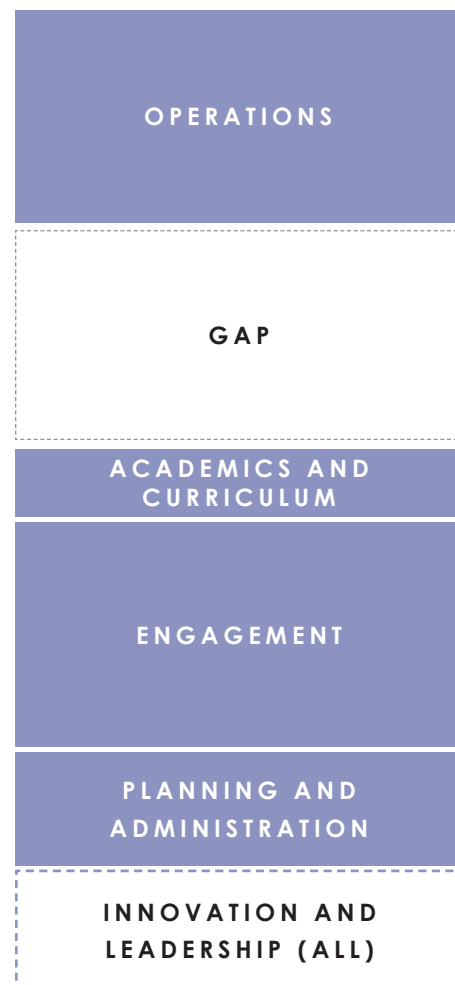 OPERATIONS
GAP
ACADEMICS AND
CURRICULUM
ENGAGEMENT
PLANNING AND
ADMINISTRATION
INNOVATION AND
LEADERSHIP (ALL)